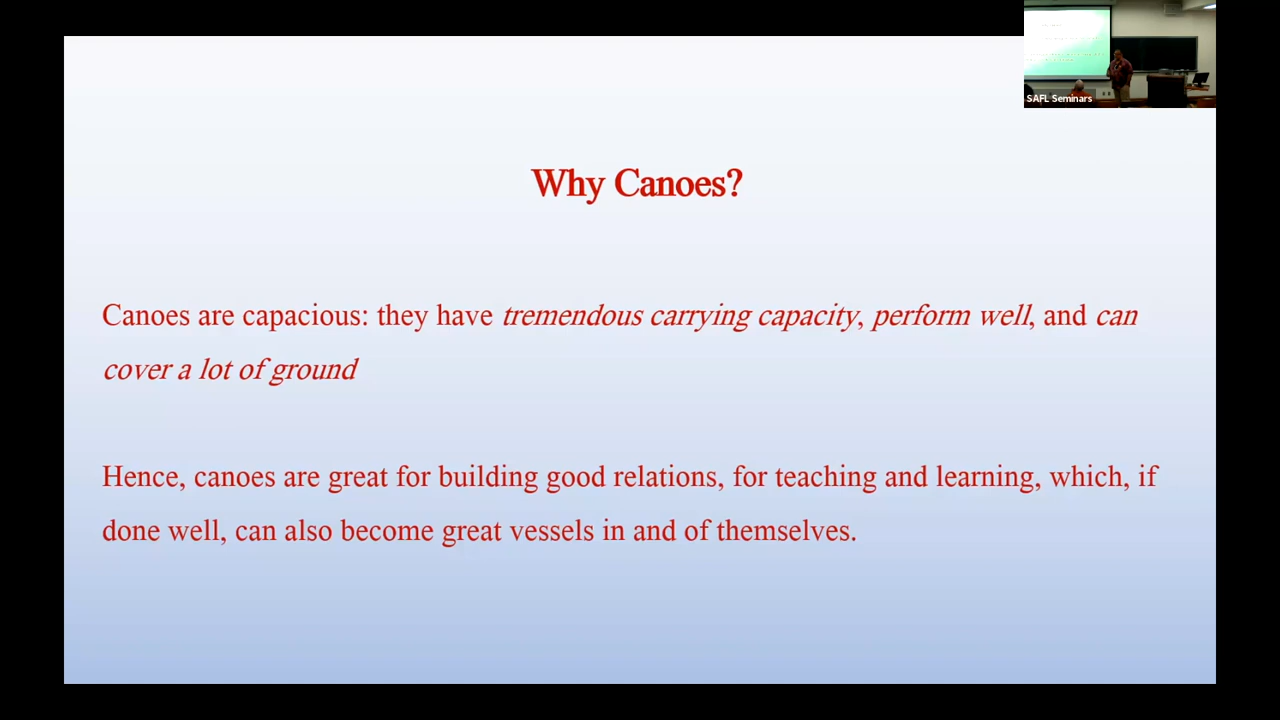 SAFL Seminars
Why Canoes?
Canoes are capacious: they have tremendous carrying capacity, perform well, and can
cover a lot of ground
Hence, canoes are great for building good relations, for teaching and learning, which, if
done well, can also become great vessels in and of themselves.